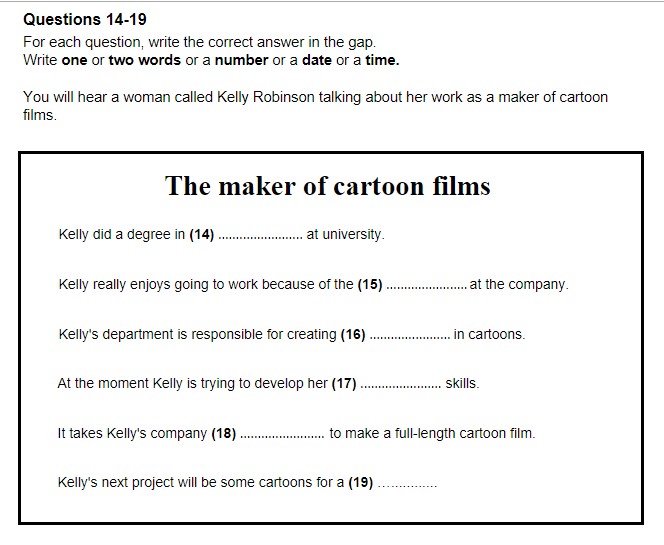 Questions 14-19
For each question, write the correct answer in the gap.
Write one or two words or a number or a date or a time.
You will hear a woman called Kelly Robinson talking about her work as a maker of cartoon
films.
The maker of cartoon films
Kelly did a degree in (14) ........................ at university.
Kelly really enjoys going to work because of the (15) ....................... at the company.
Kelly's department is responsible for creating (16) ....................... in cartoons.
At the moment Kelly is trying to develop her (17) ....................... skills.
It takes Kelly's company (18) ........................ to make a full-length cartoon film.
Kelly's next project will be some cartoons for a (19) ................